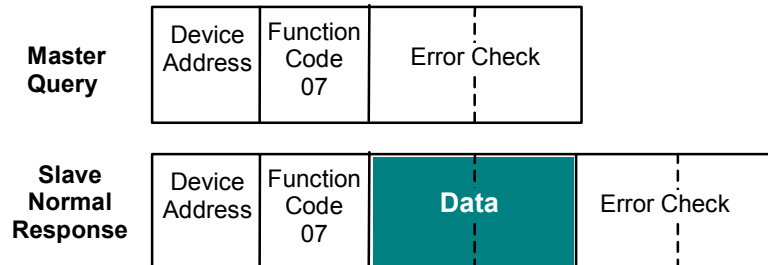 Master
Query
Device
Address
Function
Code
07
Error Check
Slave
Normal
Response
Device
Address
Function
Code
07
Data
Error Check